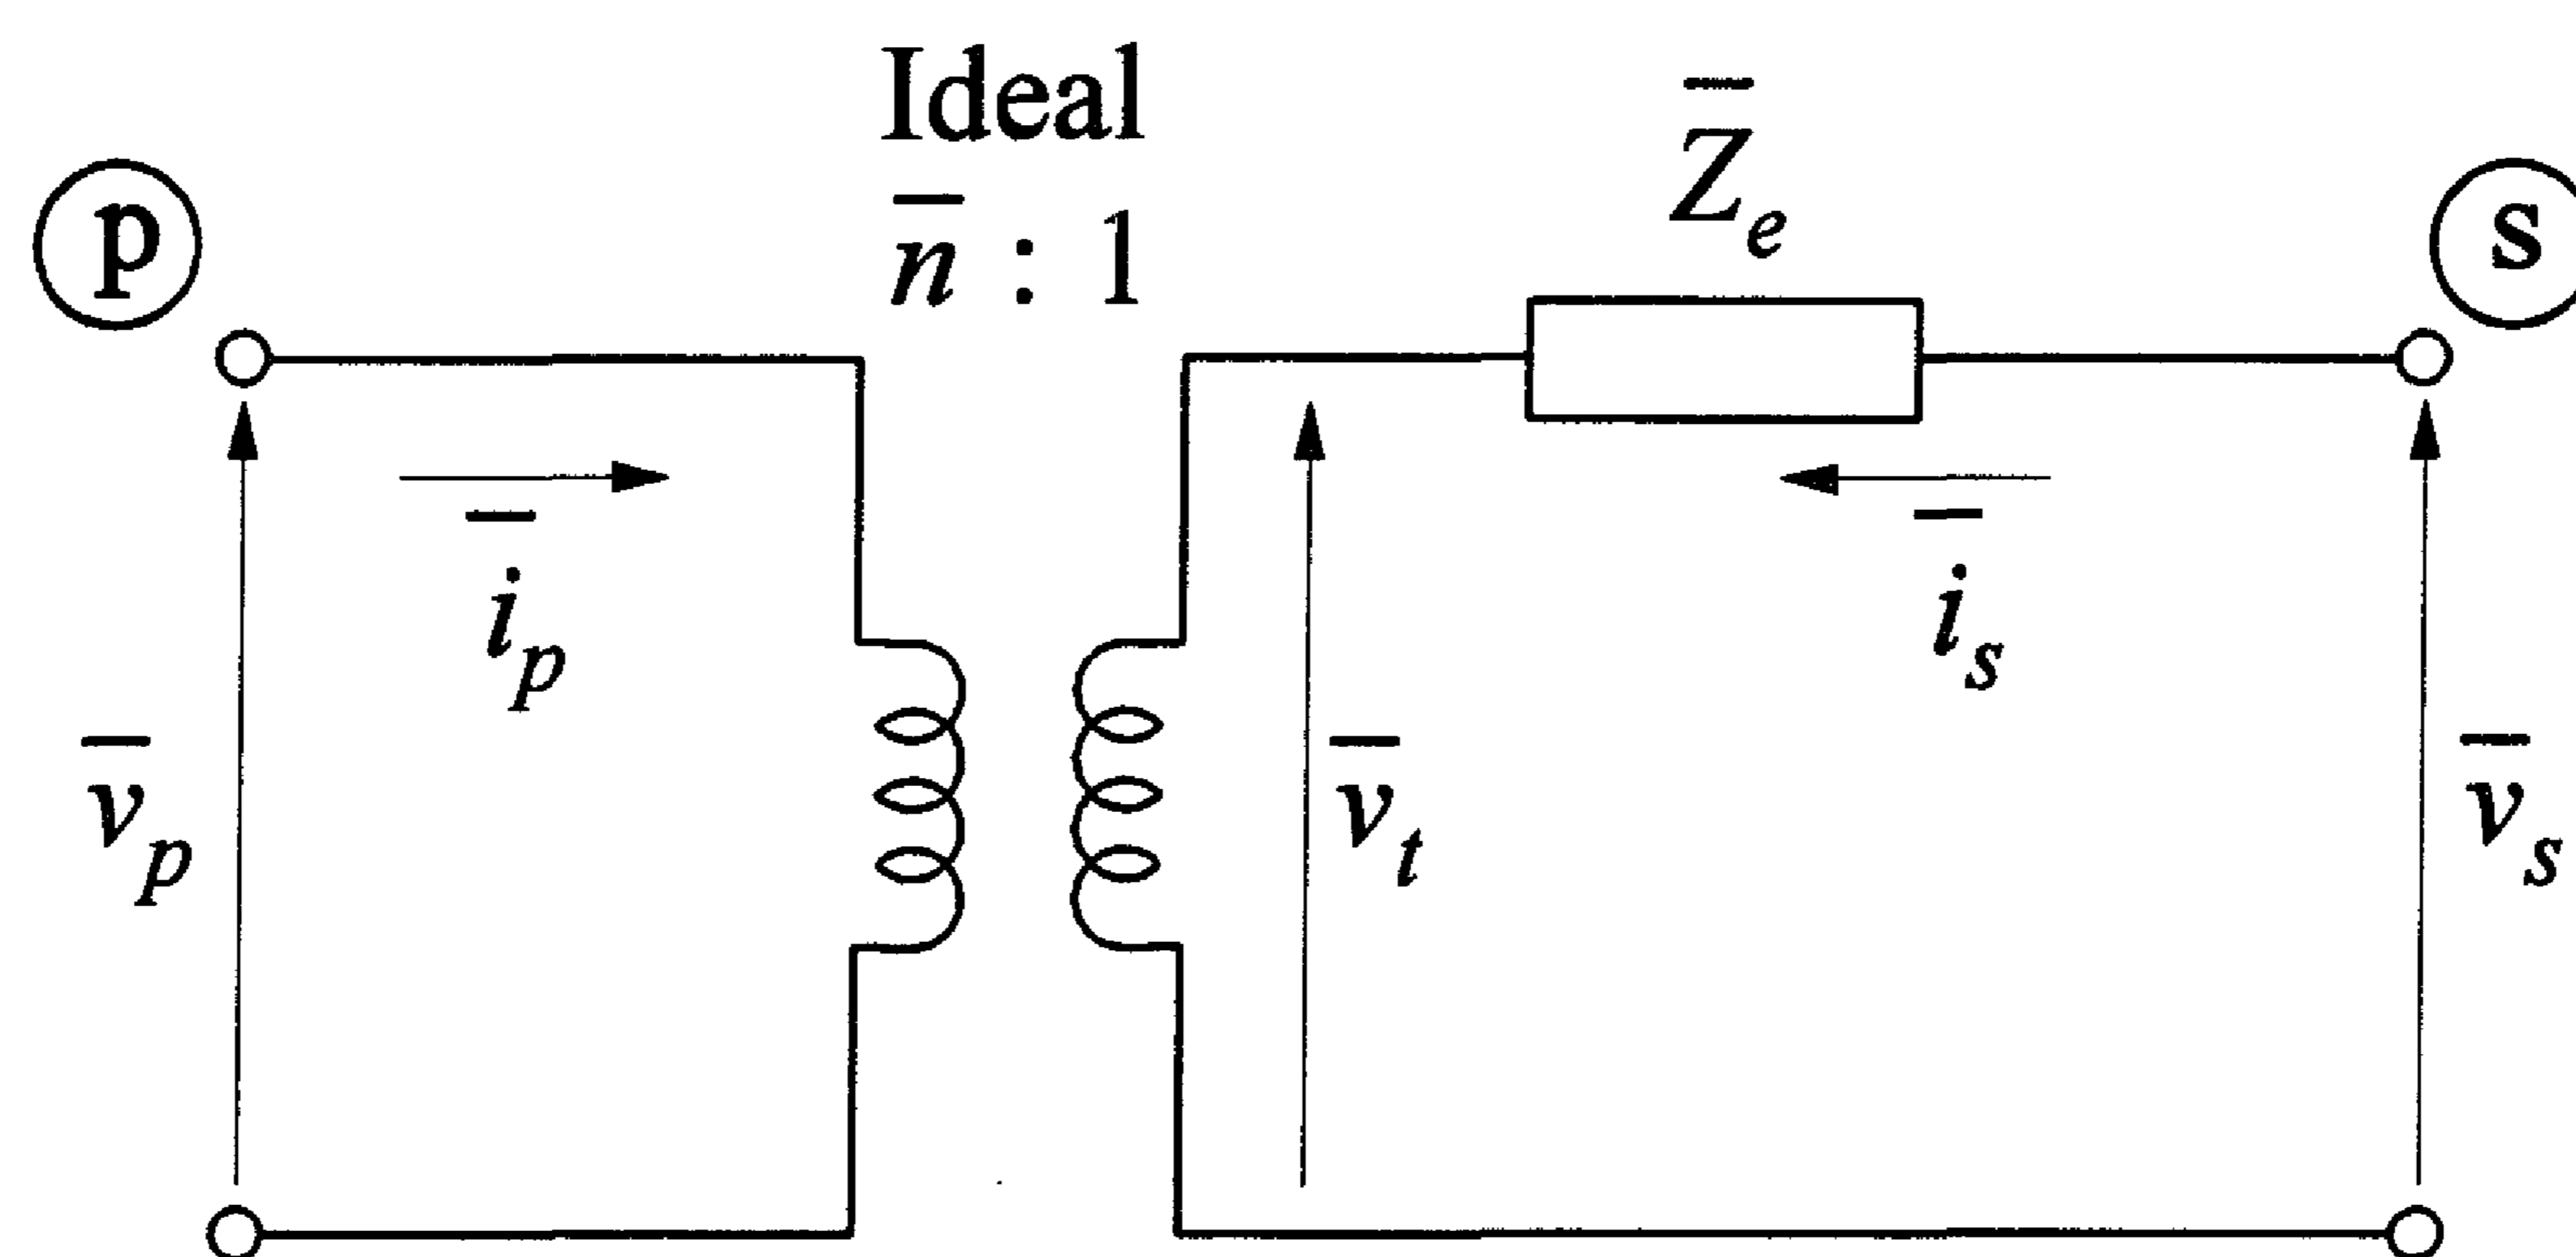 Ideal
n̄ : 1
Z̄ₑ
p
s
īₚ
īₛ
v̄ₚ
v̄ₜ
v̄ₛ